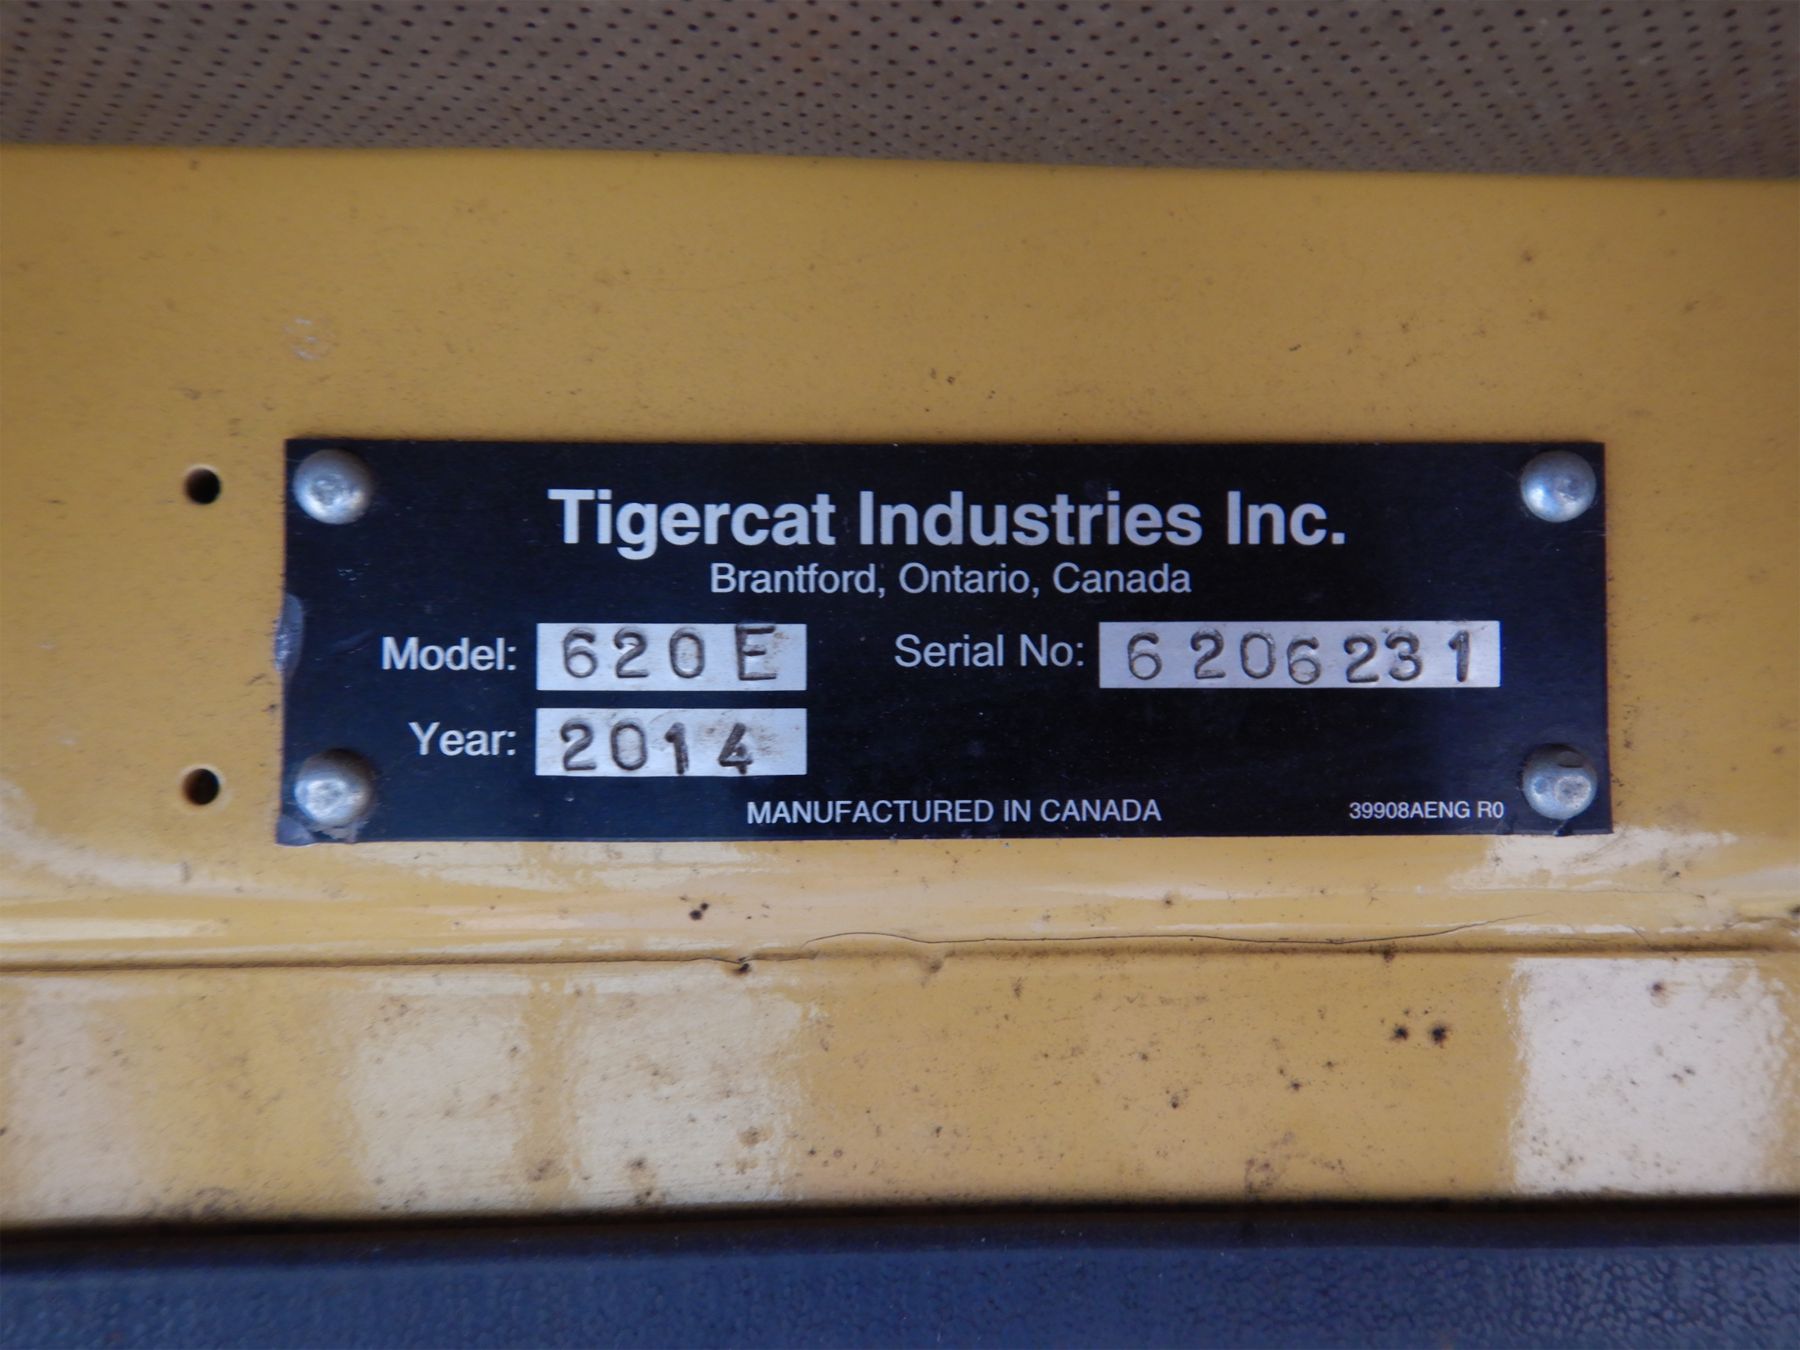 Tigercat Industries Inc.
Brantford, Ontario, Canada
Model: 620E Serial No: 6206231
Year: 2014
MANUFACTURED IN CANADA 39908AENG R0